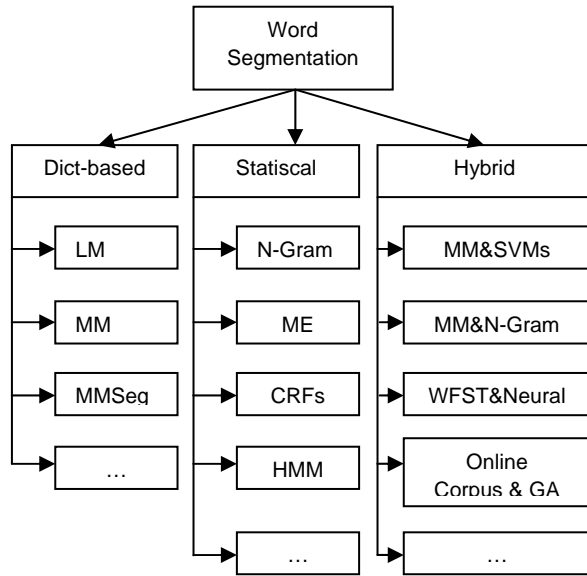 Word
Segmentation
Dict-based
Statiscal
Hybrid
LM
N-Gram
MM&SVMs
MM
ME
MM&N-Gram
MMSeg
CRFs
WFST&Neural
…
HMM
Online
Corpus & GA
…
…